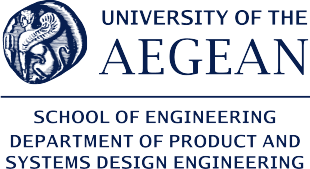 UNIVERSITY OF THE
AEGEAN
SCHOOL OF ENGINEERING
DEPARTMENT OF PRODUCT AND
SYSTEMS DESIGN ENGINEERING